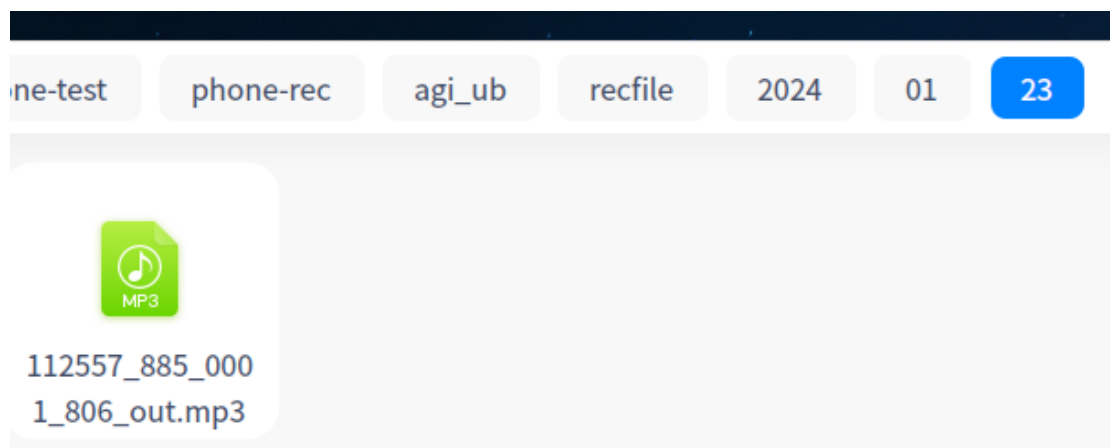 ne-test phone-rec agi_ub recfile 2024 01 23
MP3
112557_885_000
1_806_out.mp3